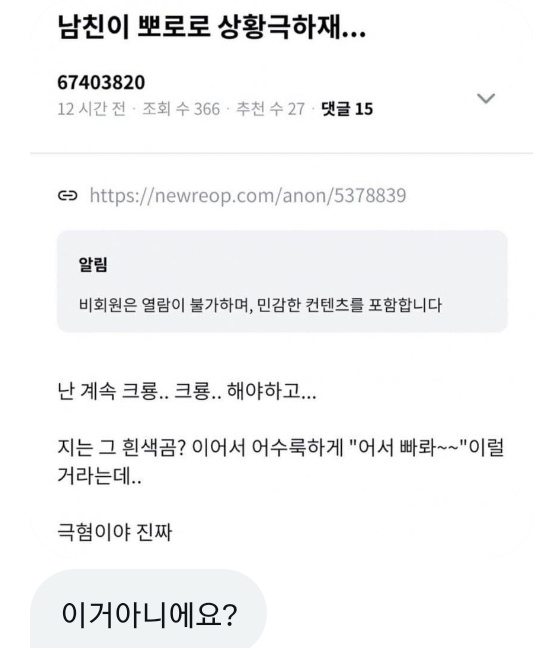 남친이 뽀로로 상황극하재...
67403820
12 시간 전 · 조회 수 366 · 추천 수 27 · 댓글 15
https://newreop.com/anon/5378839
알림
비회원은 열람이 불가하며, 민감한 컨텐츠를 포함합니다
난 계속 크룡.. 크룡.. 해야하고...
지는 그 흰색곰? 이어서 어수룩하게 "어서 빠롸~~"이럴
거라는데..
극혐이야 진짜
이거아니에요?